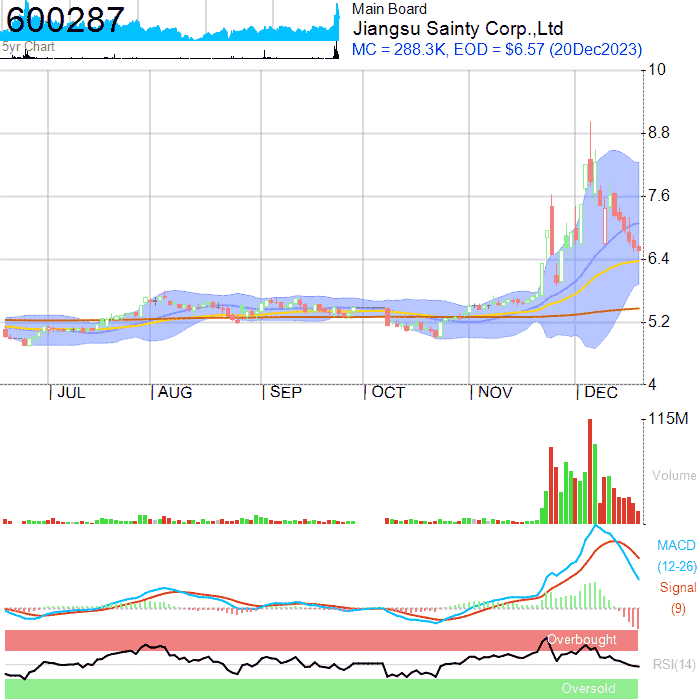 600287
5yr Chart
Main Board
Jiangsu Sainty Corp.,Ltd
MC = 288.3K, EOD = $6.57 (20Dec2023)
10
8.8
7.6
6.4
5.2
4
JUL
AUG
SEP
OCT
NOV
DEC
115M
Volume
MACD
(12-26)
Signal
(9)
Overbought
RSI(14)
Oversold